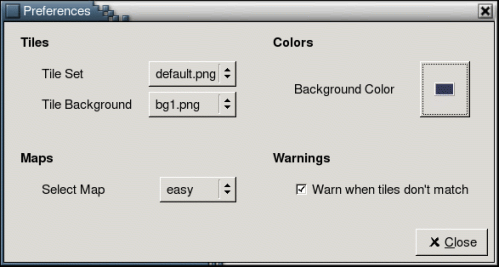 Preferences
Tiles
Colors
Tile Set
default.png
Tile Background
bg1.png
Background Color
Maps
Warnings
Select Map
easy
Warn when tiles don't match
Close